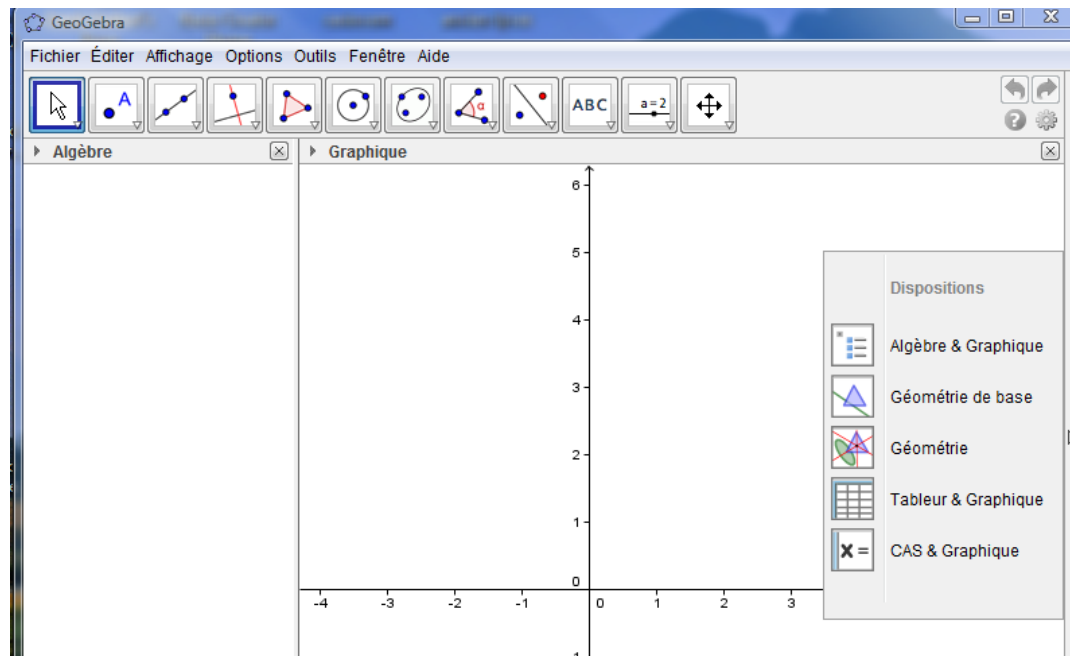 GeoGebra
Fichier Éditer Affichage Options Outils Fenêtre Aide
A
α
ABC
a=2
Algèbre
Graphique
6
5
4
3
2
1
0
-4 -3 -2 -1 0 1 2 3
Dispositions
Algèbre & Graphique
Géométrie de base
Géométrie
Tableur & Graphique
x =
CAS & Graphique